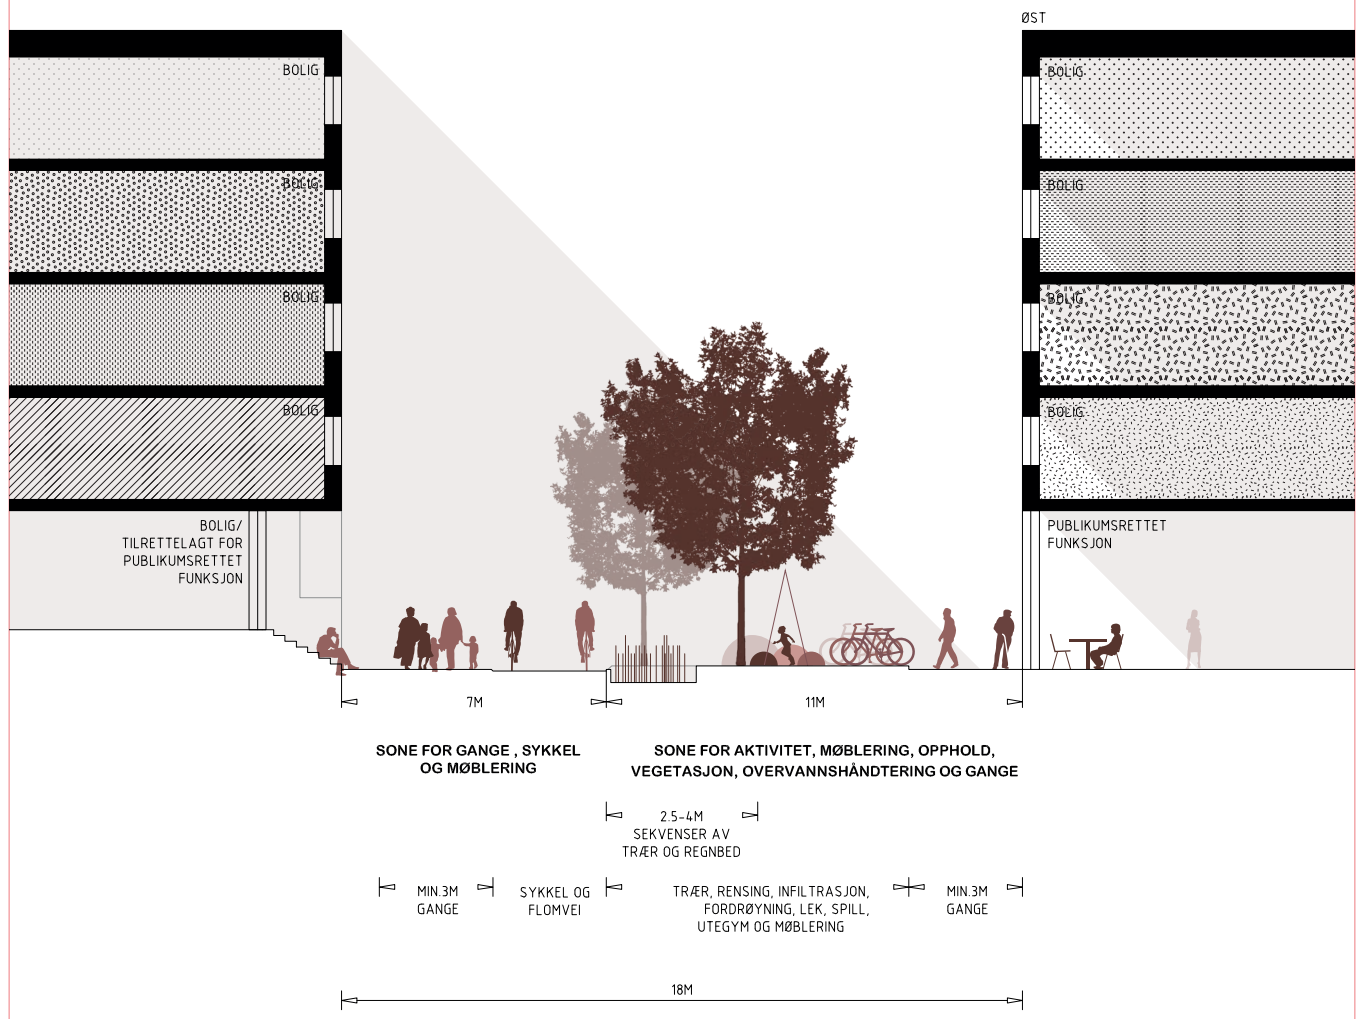 ØST
BOLIG
BOLIG
BOLIG
BOLIG
BOLIG
BOLIG
BOLIG
BOLIG
BOLIG/
TILRETTELAGT FOR
PUBLIKUMSRETTET
FUNKSJON
PUBLIKUMSRETTET
FUNKSJON
7M
11M
SONE FOR GANGE , SYKKEL
OG MØBLERING
SONE FOR AKTIVITET, MØBLERING, OPPHOLD,
VEGETASJON, OVERVANNSHÅNDTERING OG GANGE
2.5-4M
SEKVENSER AV
TRÆR OG REGNBED
MIN.3M
GANGE
SYKKEL OG
FLOMVEI
TRÆR, RENSING, INFILTRASJON,
FORDRØYNING, LEK, SPILL,
UTEGYM OG MØBLERING
MIN.3M
GANGE
18M